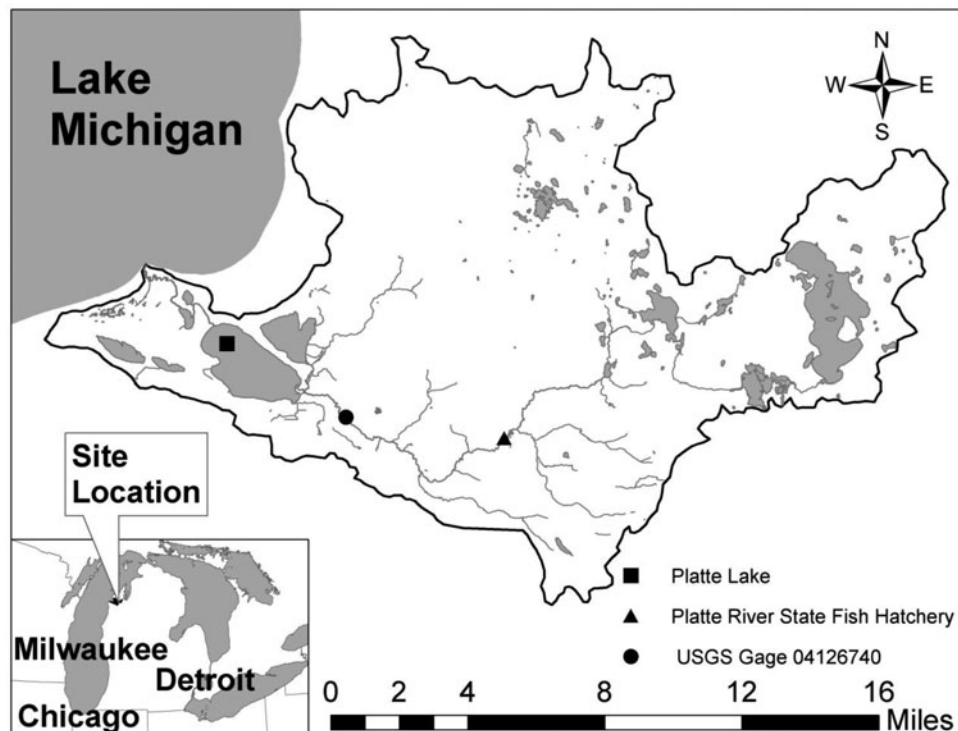 Lake
Michigan
N
W E
S
Site
Location
Milwaukee
Detroit
Chicago
Platte Lake
Platte River State Fish Hatchery
USGS Gage 04126740
0 2 4 8 12 16
Miles